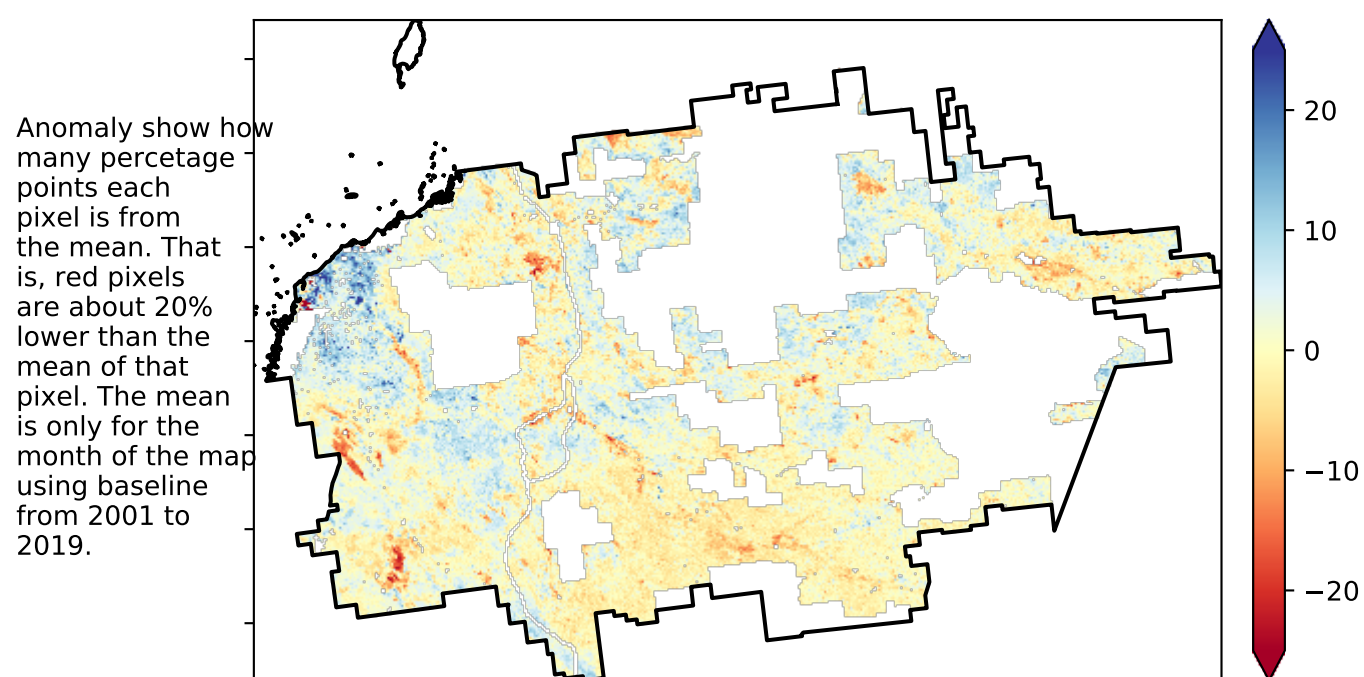 Anomaly show how
many percetage
points each
pixel is from
the mean. That
is, red pixels
are about 20%
lower than the
mean of that
pixel. The mean
is only for the
month of the map
using baseline
from 2001 to
2019.
20
10
0
−10
−20